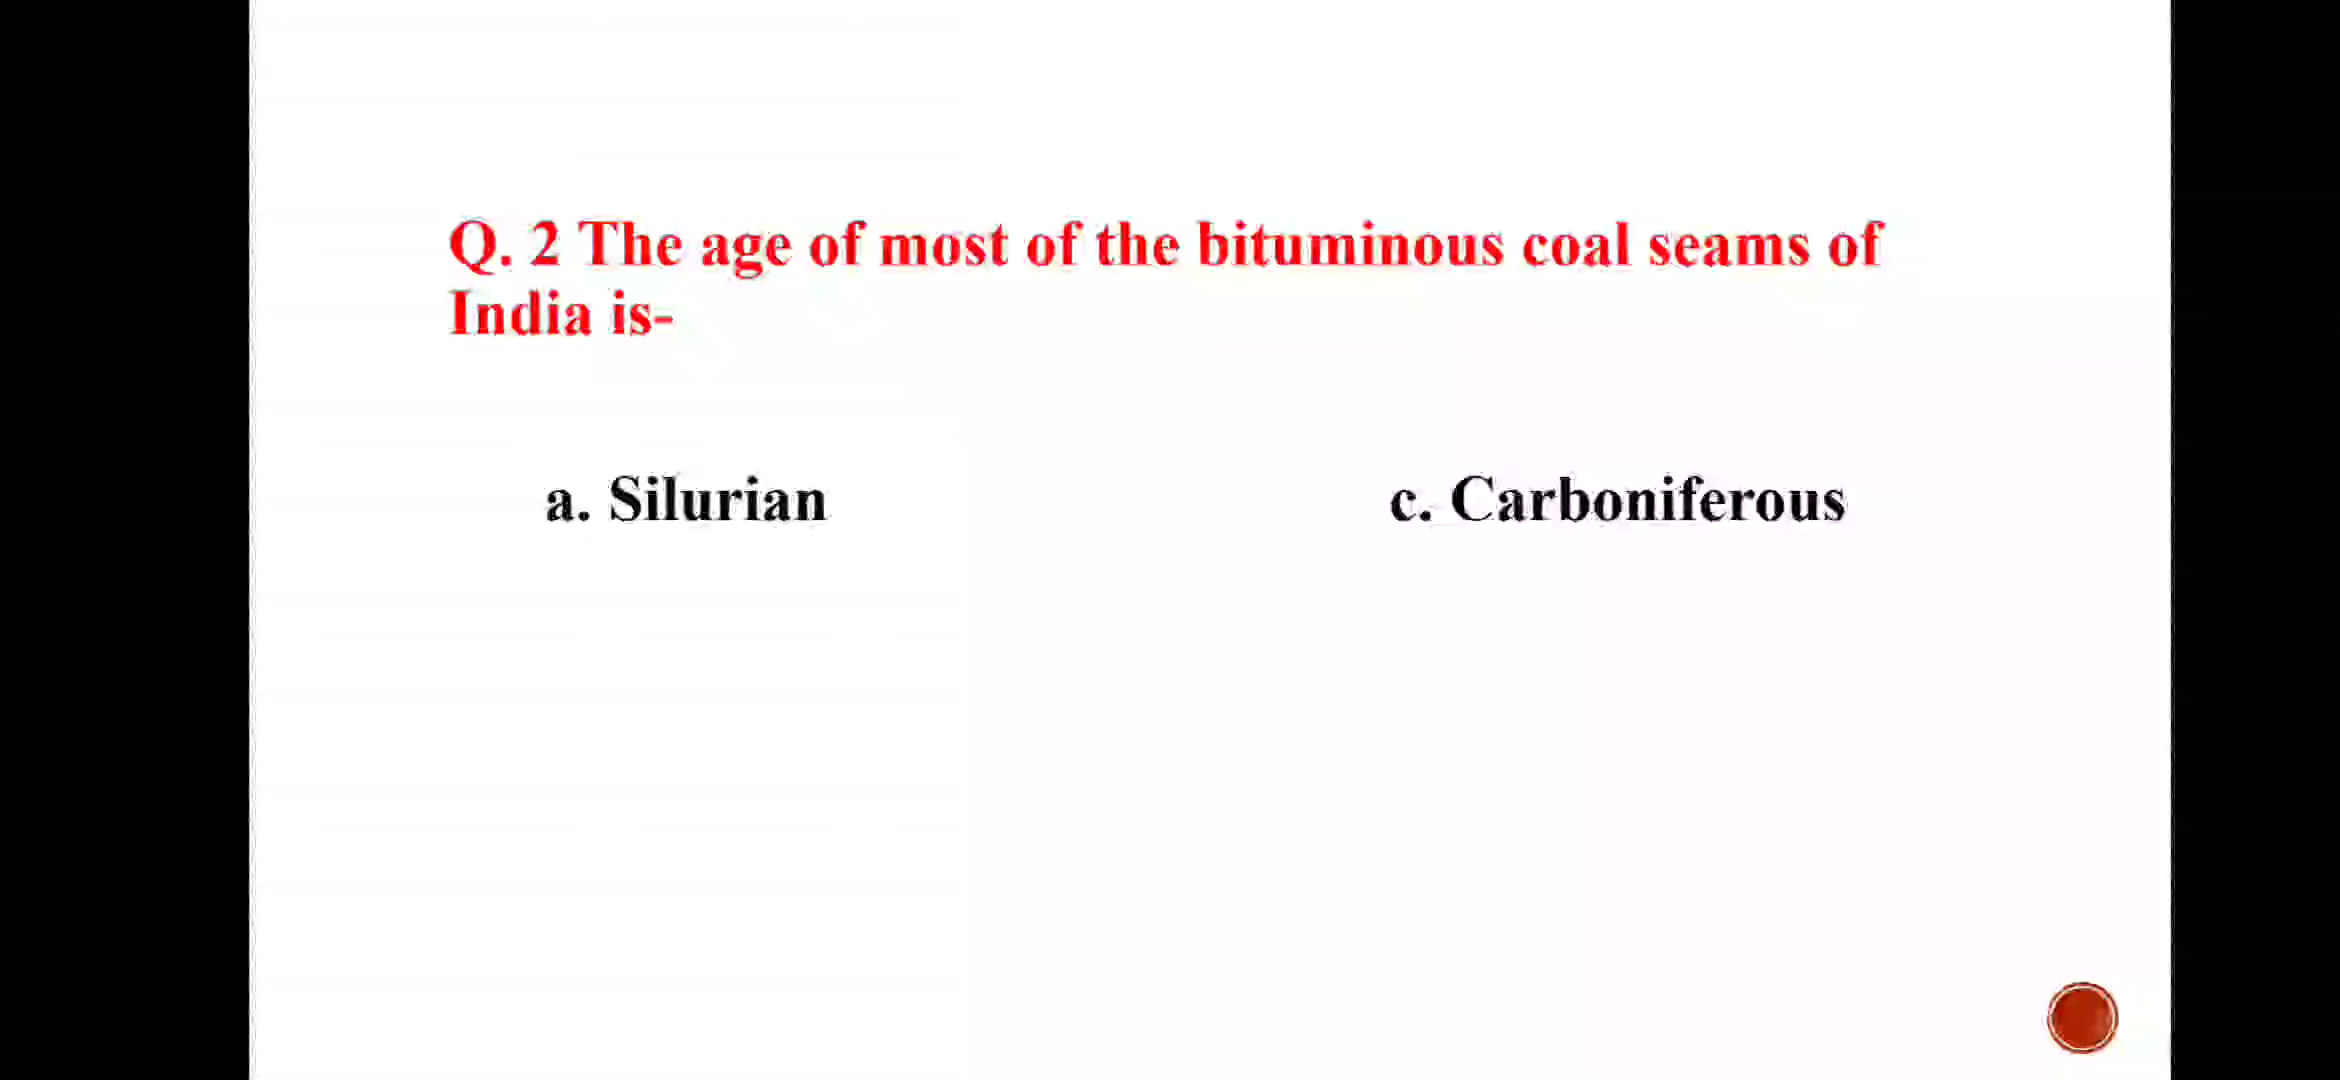 Q. 2 The age of most of the bituminous coal seams of
India is-
a. Silurian
c. Carboniferous